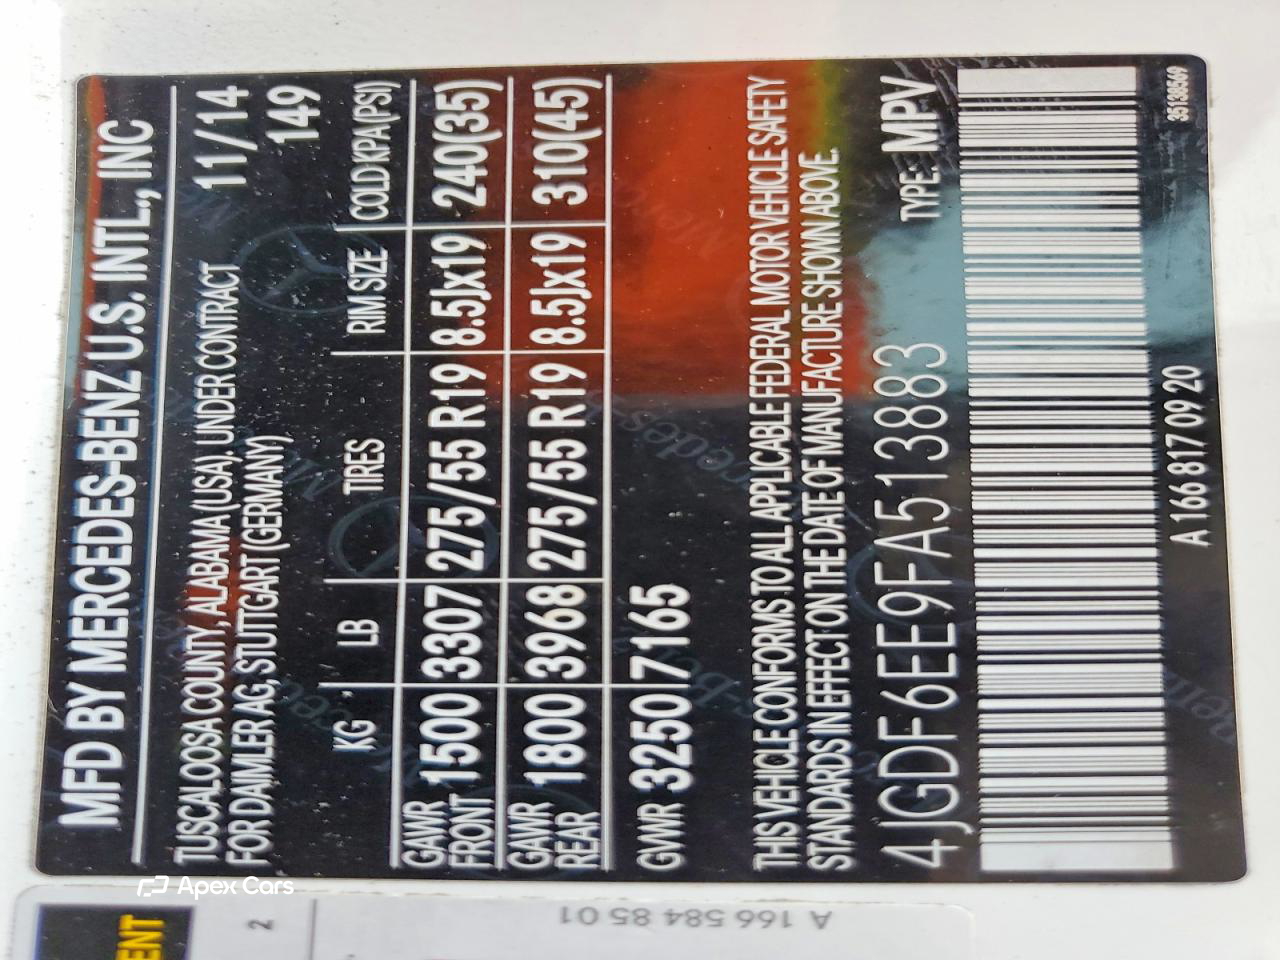 MFD BY MERCEDES-BENZ U.S. INTL., INC
TUSCALOOSA COUNTY, ALABAMA (USA), UNDER CONTRACT 11/14
FOR DAIMLER AG, STUTTGART (GERMANY) 149
KG LB TIRES RIM SIZE COLD KPA(PSI)
GAWR FRONT 1500 3307 275/55 R19 8.5Jx19 240(35)
GAWR REAR 1800 3968 275/55 R19 8.5Jx19 310(45)
GVWR 3250 7165
THIS VEHICLE CONFORMS TO ALL APPLICABLE FEDERAL MOTOR VEHICLE SAFETY
STANDARDS IN EFFECT ON THE DATE OF MANUFACTURE SHOWN ABOVE.
4JGDF6EE9FA513883 TYPE: MPV
A 166 817 09 20
35138569
Apex Cars
ENT
2
A 166 584 85 01